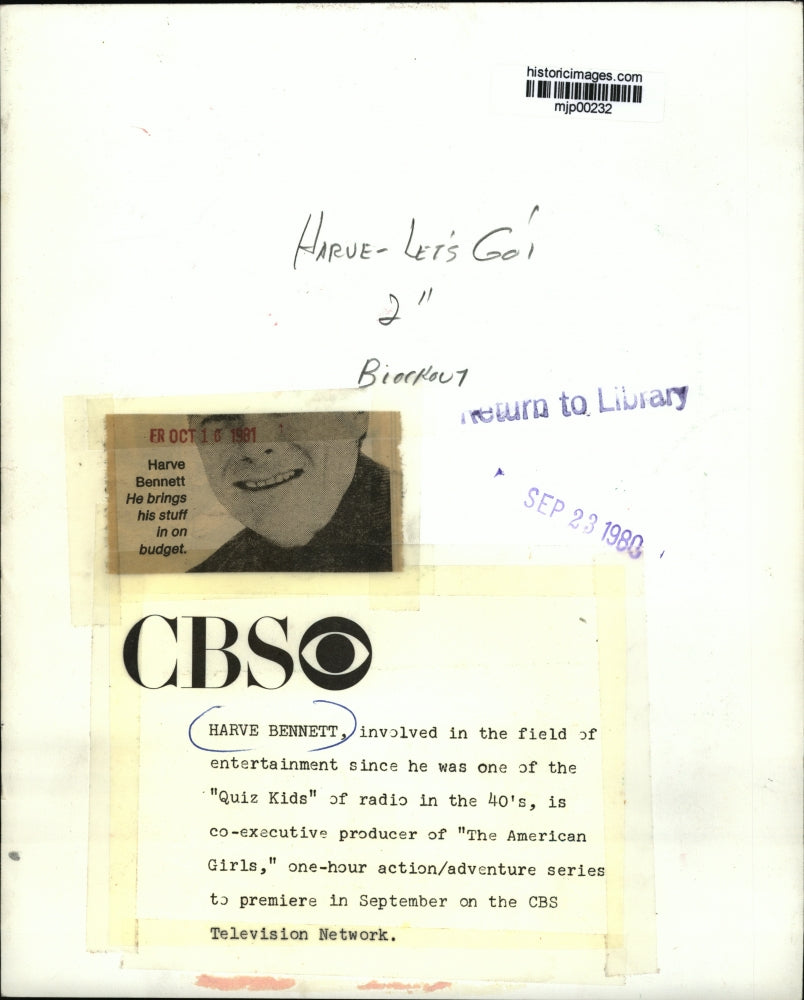 historicimages.com
mjp00232
HARVE- LET'S GO!
2"
Blockout
Return to Library
FR OCT 16 1981
Harve
Bennett
He brings
his stuff
in on
budget.
SEP 23 1980
CBS
HARVE BENNETT, involved in the field of
entertainment since he was one of the
"Quiz Kids" of radio in the 40's, is
co-executive producer of "The American
Girls," one-hour action/adventure series
to premiere in September on the CBS
Television Network.